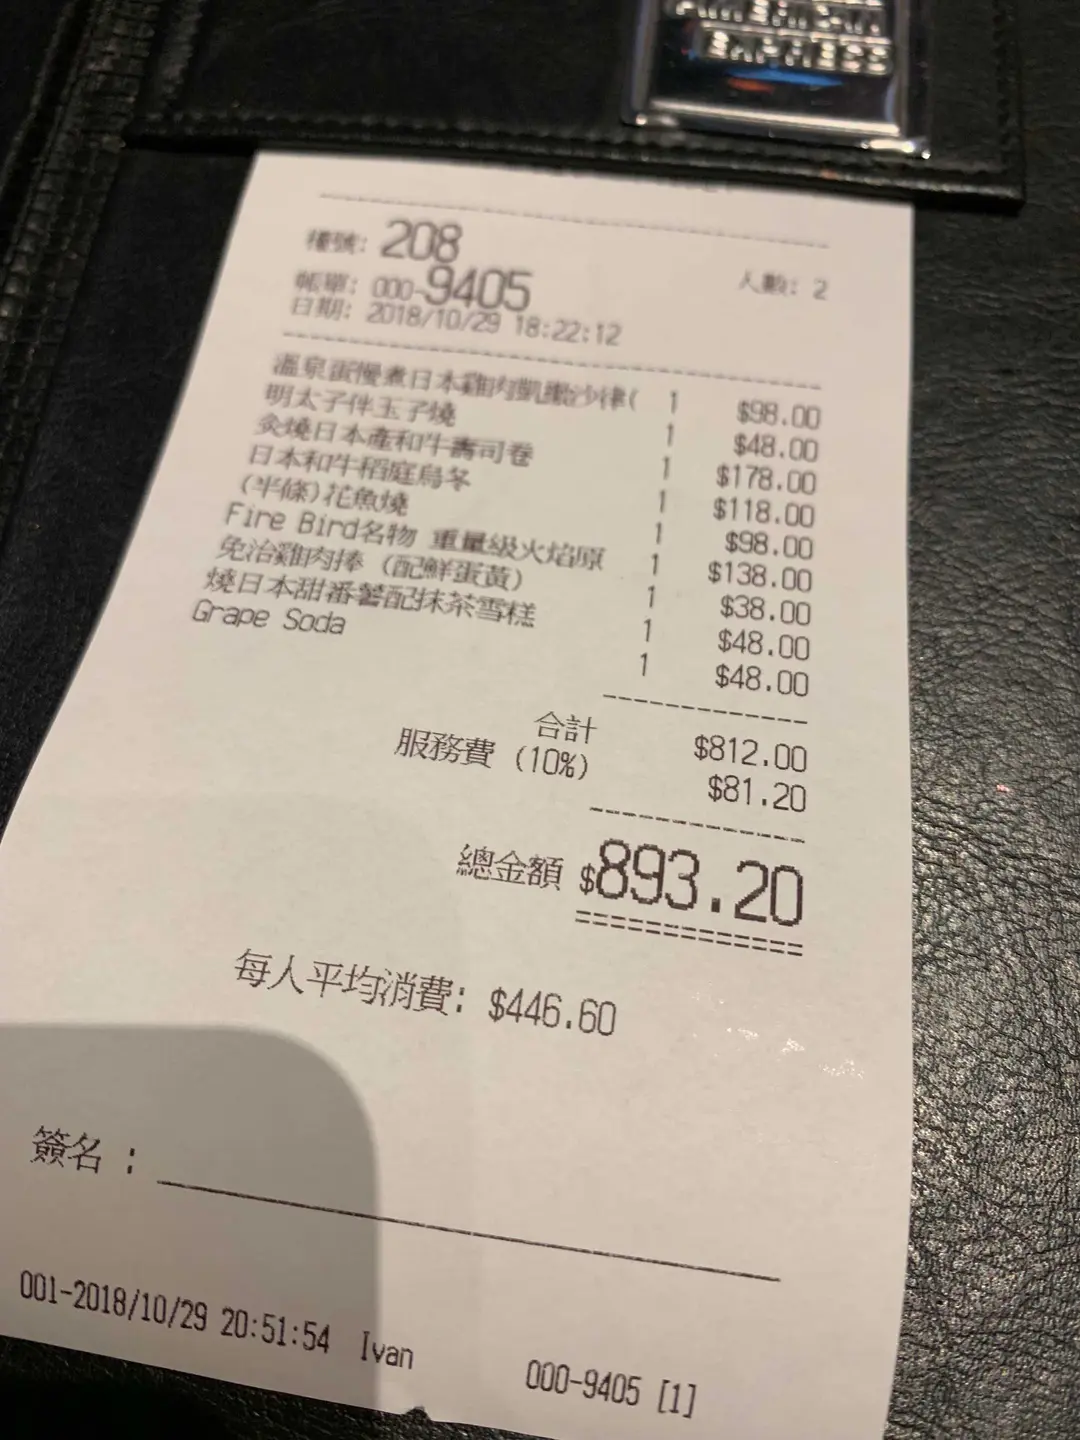 AMERICAN
EXPRESS
檯號: 208
人數: 2
帳單: 000-9405
日期: 2018/10/29 18:22:12
溫泉蛋慢煮日本雞肉凱撒沙律( 1 $98.00
明太子伴玉子燒 1 $48.00
炙燒日本產和牛壽司卷 1 $178.00
日本和牛稻庭烏冬 1 $118.00
(半條)花魚燒 1 $98.00
Fire Bird名物 重量級火焰原 1 $138.00
免治雞肉捧 (配鮮蛋黃) 1 $38.00
燒日本甜番薯配抹茶雪糕 1 $48.00
Grape Soda 1 $48.00
合計 $812.00
服務費 (10%) $81.20
總金額 $893.20
每人平均消費: $446.60
簽名 :
001-2018/10/29 20:51:54 Ivan 000-9405 [1]